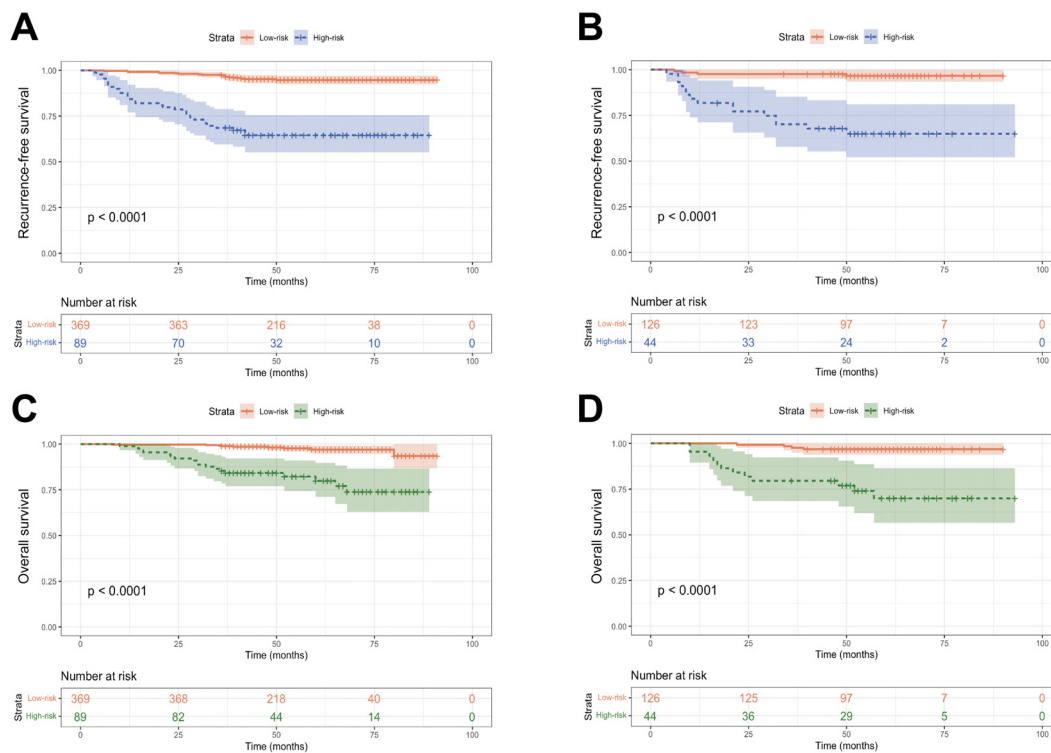 A
Strata Low-risk High-risk
Recurrence-free survival
1.00
0.75
0.50
0.25
0.00
p < 0.0001
0 25 50 75 100
Time (months)
Number at risk
Strata
Low-risk 369 363 216 38 0
High-risk 89 70 32 10 0
Time (months)
B
Strata Low-risk High-risk
Recurrence-free survival
1.00
0.75
0.50
0.25
0.00
p < 0.0001
0 25 50 75 100
Time (months)
Number at risk
Strata
Low-risk 126 123 97 7 0
High-risk 44 33 24 2 0
0 25 50 75 100
Time (months)
C
Strata Low-risk High-risk
Overall survival
1.00
0.75
0.50
0.25
0.00
p < 0.0001
0 25 50 75 100
Time (months)
Number at risk
Strata
Low-risk 369 368 218 40 0
High-risk 89 82 44 14 0
0 25 50 75 100
Time (months)
D
Strata Low-risk High-risk
Overall survival
1.00
0.75
0.50
0.25
0.00
p < 0.0001
0 25 50 75 100
Time (months)
Number at risk
Strata
Low-risk 126 125 97 7 0
High-risk 44 36 29 5 0
0 25 50 75 100
Time (months)